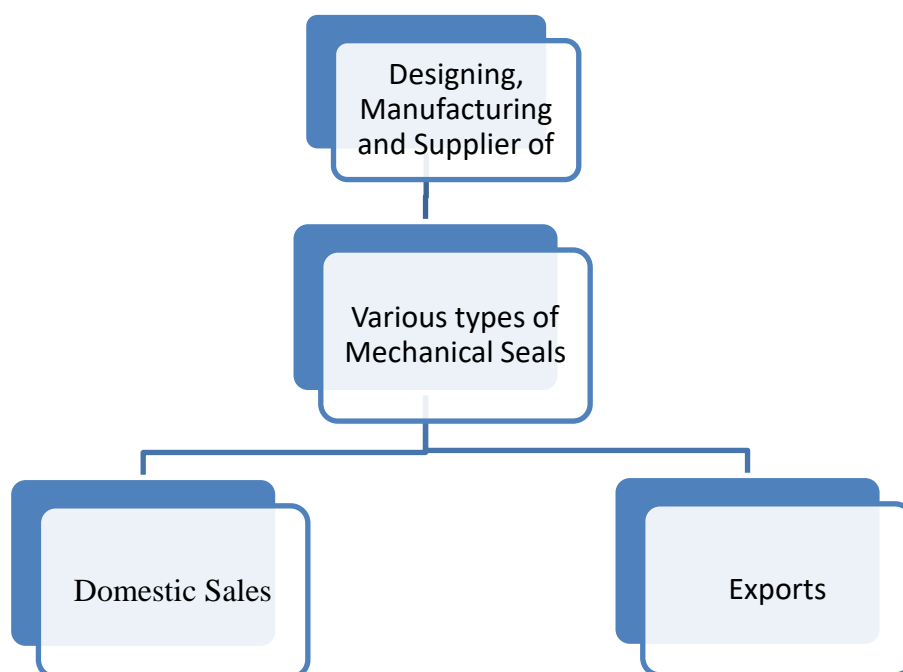 Designing,
Manufacturing
and Supplier of
Various types of
Mechanical Seals
Domestic Sales
Exports